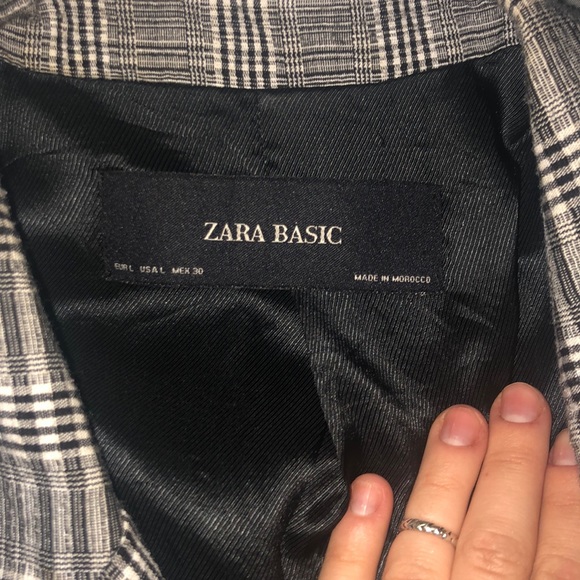 ZARA BASIC
EUR L USA L MEX 30 MADE IN MOROCCO